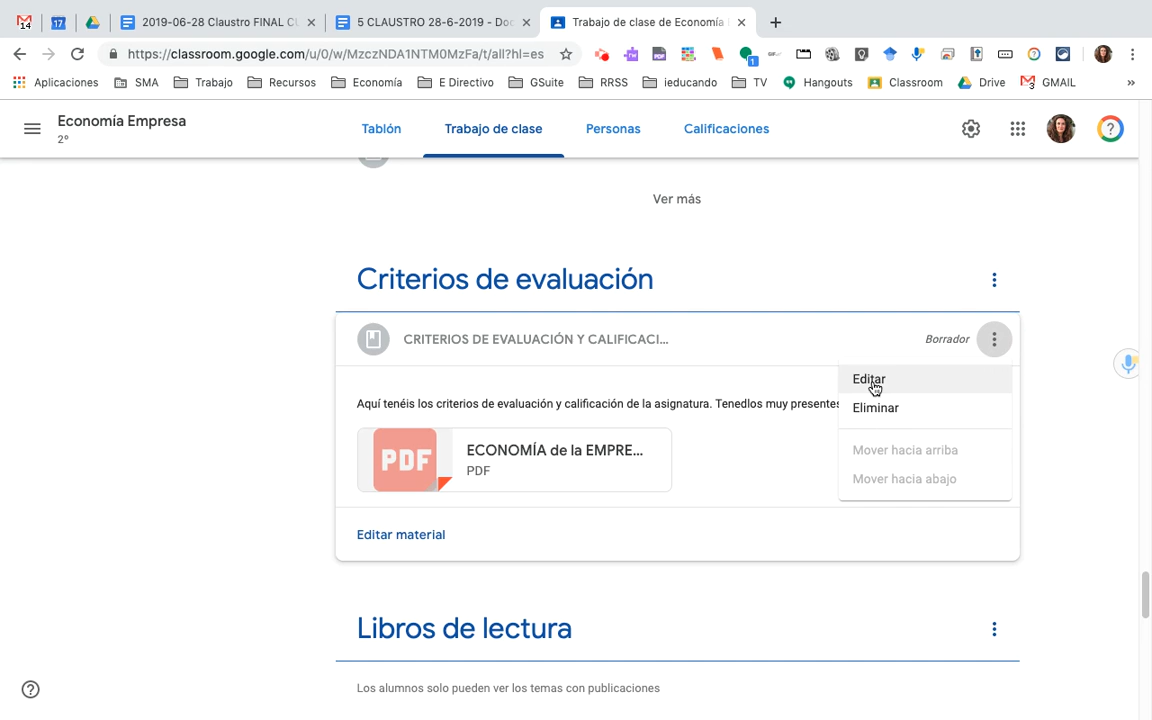 14
17
2019-06-28 Claustro FINAL CU
5 CLAUSTRO 28-6-2019 - Doc
Trabajo de clase de Economía
https://classroom.google.com/u/0/w/MzczNDA1NTM0MzFa/t/all?hl=es
Aplicaciones
SMA
Trabajo
Recursos
Economía
E Directivo
GSuite
RRSS
ieducando
TV
Hangouts
Classroom
Drive
GMAIL
»
Economía Empresa
2º
Tablón
Trabajo de clase
Personas
Calificaciones
Ver más
Criterios de evaluación
CRITERIOS DE EVALUACIÓN Y CALIFICACI...
Borrador
Editar
Aquí tenéis los criterios de evaluación y calificación de la asignatura. Tenedlos muy presentes
Eliminar
PDF
ECONOMÍA de la EMPRE...
PDF
Mover hacia arriba
Mover hacia abajo
Editar material
Libros de lectura
Los alumnos solo pueden ver los temas con publicaciones